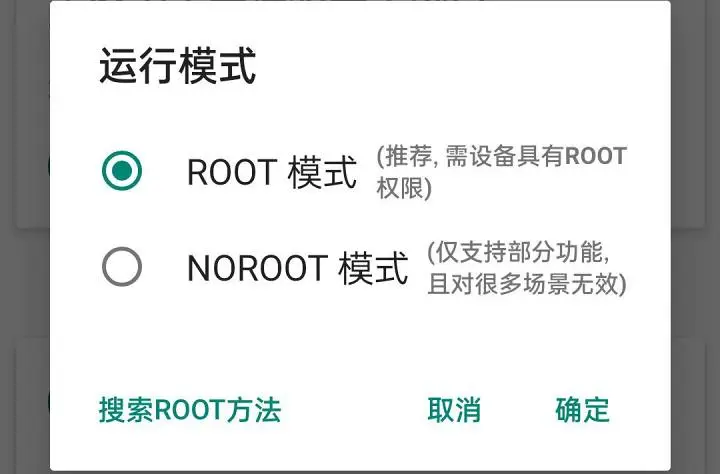 运行模式
ROOT 模式
(推荐, 需设备具有ROOT
权限)
NOROOT 模式
(仅支持部分功能,
且对很多场景无效)
搜索ROOT方法 取消 确定